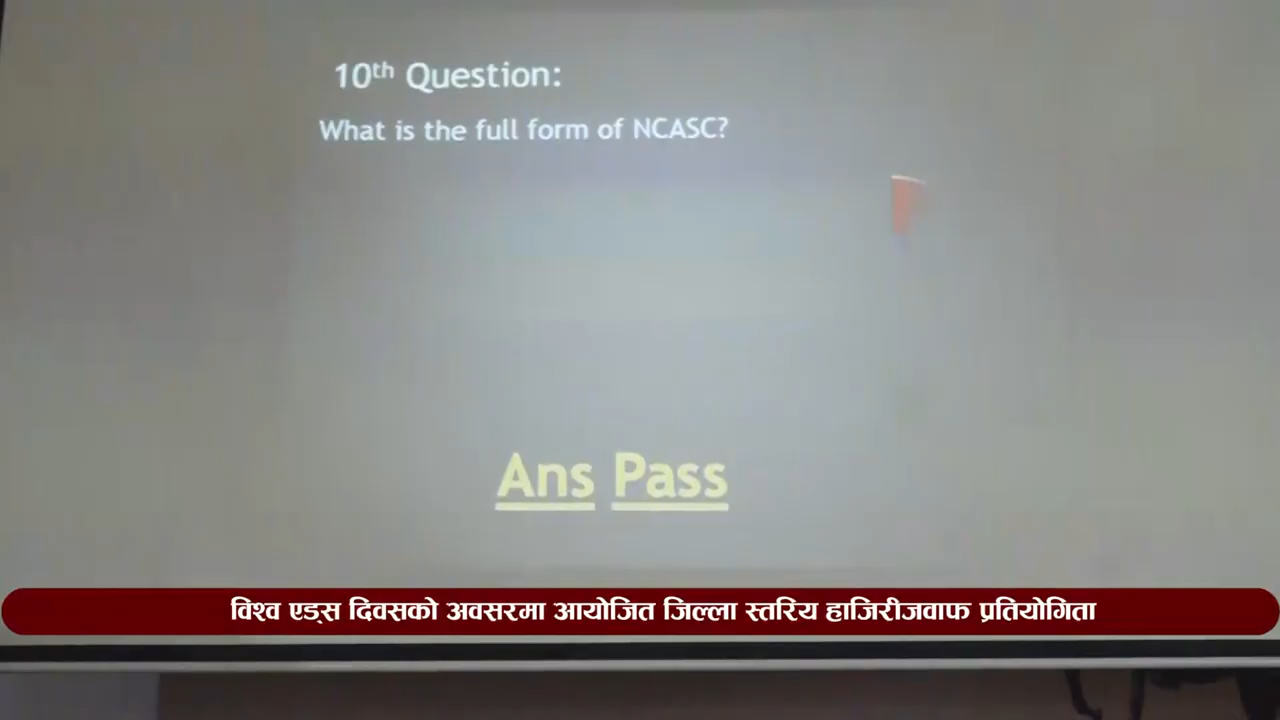 10th Question:
What is the full form of NCASC?
Ans Pass
विश्व एड्स दिवसको अवसरमा आयोजित जिल्ला स्तरिय हाजिरीजवाफ प्रतियोगिता